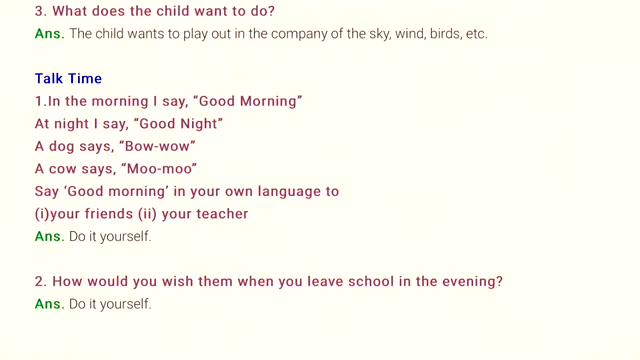 3. What does the child want to do?
Ans. The child wants to play out in the company of the sky, wind, birds, etc.
Talk Time
1.In the morning I say, “Good Morning”
At night I say, “Good Night”
A dog says, “Bow-wow”
A cow says, “Moo-moo”
Say ‘Good morning’ in your own language to
(i)your friends (ii) your teacher
Ans. Do it yourself.
2. How would you wish them when you leave school in the evening?
Ans. Do it yourself.